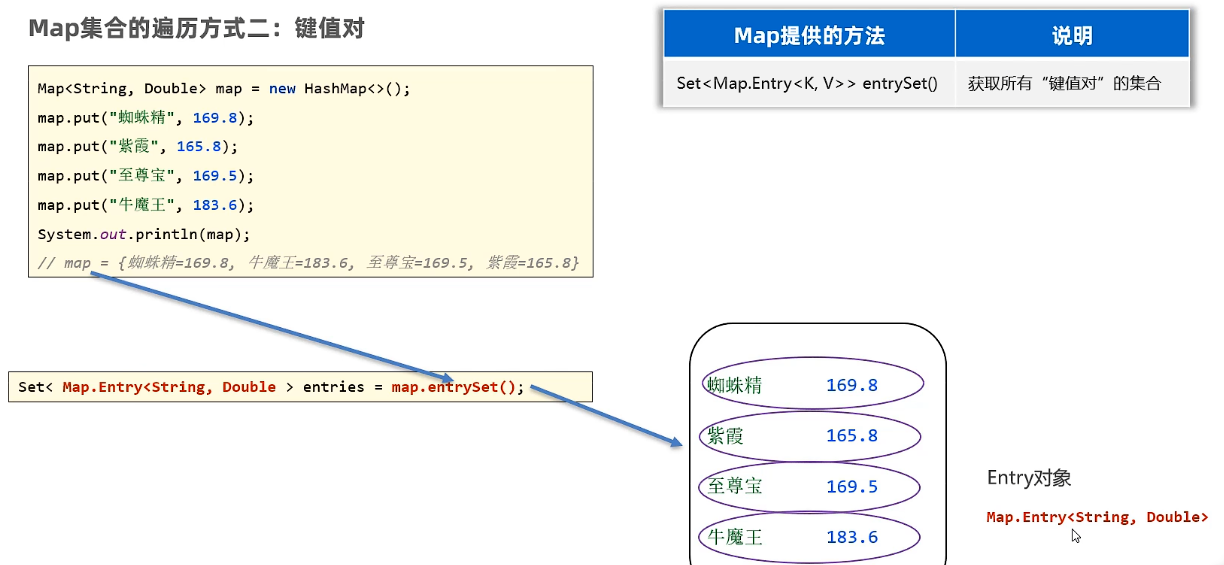 Map集合的遍历方式二：键值对
Map<String, Double> map = new HashMap<>();
map.put("蜘蛛精", 169.8);
map.put("紫霞", 165.8);
map.put("至尊宝", 169.5);
map.put("牛魔王", 183.6);
System.out.println(map);
// map = {蜘蛛精=169.8, 牛魔王=183.6, 至尊宝=169.5, 紫霞=165.8}
Map提供的方法 说明
Set<Map.Entry<K, V>> entrySet() 获取所有“键值对”的集合
Set< Map.Entry<String, Double > entries = map.entrySet();
蜘蛛精 169.8
紫霞 165.8
至尊宝 169.5
牛魔王 183.6
Entry对象
Map.Entry<String, Double>